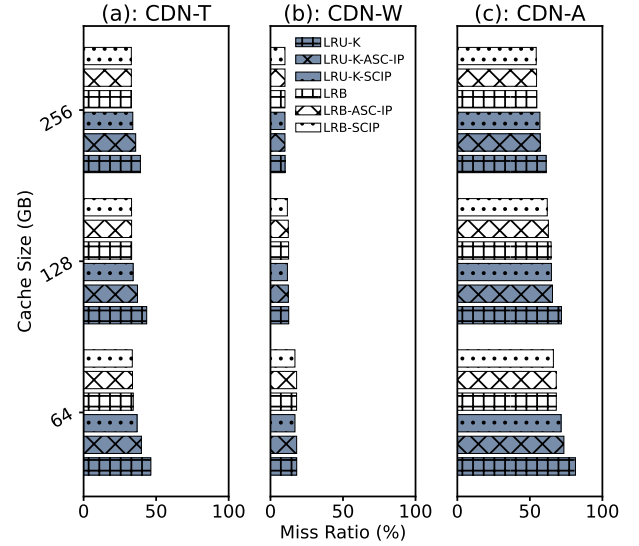 (a): CDN-T
(b): CDN-W
(c): CDN-A
LRU-K
LRU-K-ASC-IP
LRU-K-SCIP
LRB
LRB-ASC-IP
LRB-SCIP
Cache Size (GB)
256
128
64
0 50 100
0 50 100
0 50 100
Miss Ratio (%)